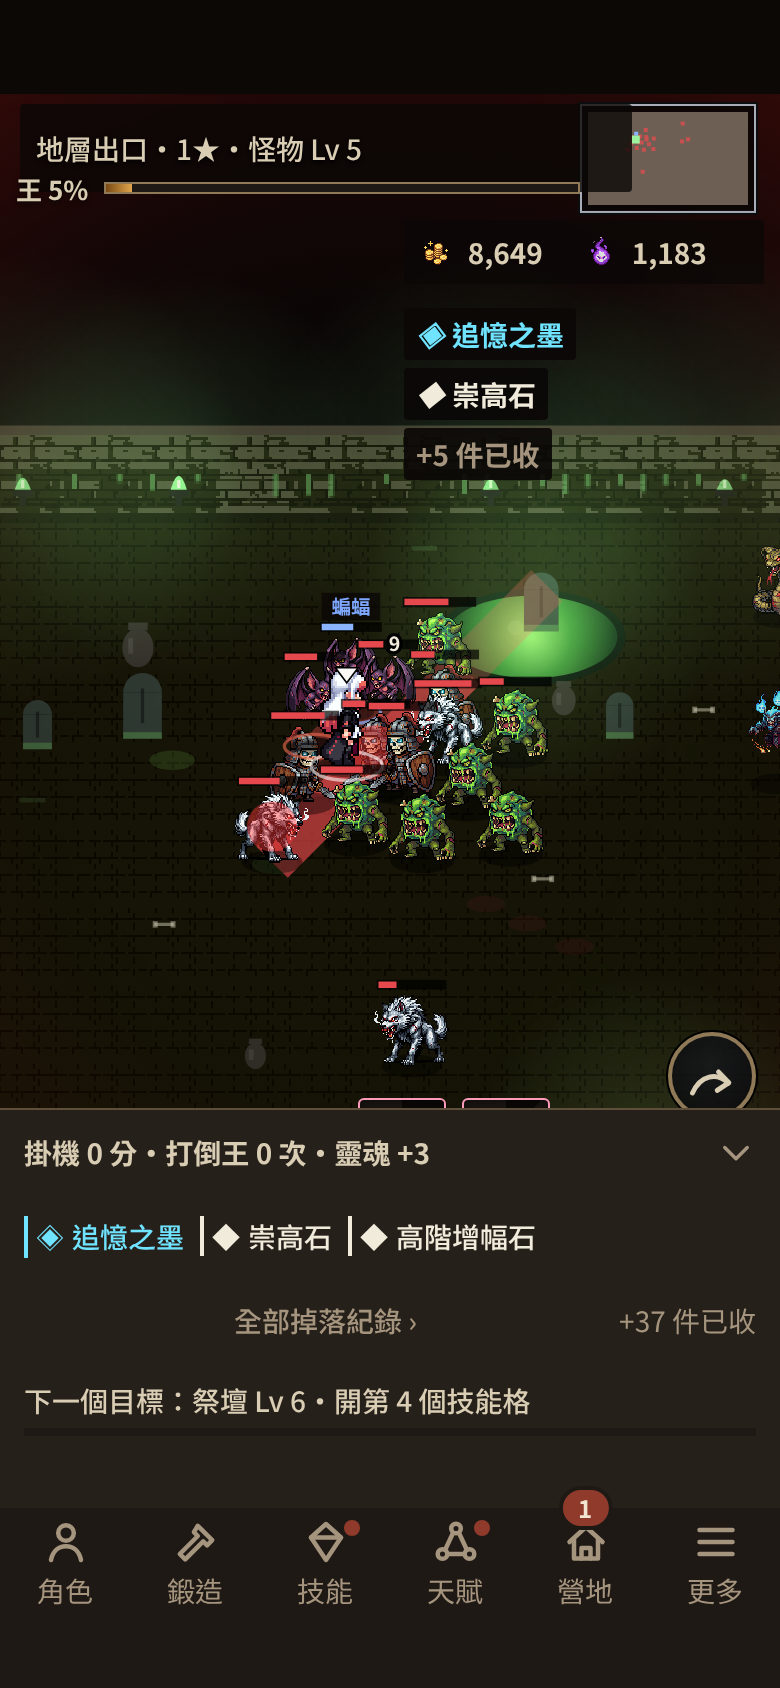 地層出口·1★·怪物 Lv 5
王 5%
8,649 1,183
追憶之墨
崇高石
+5 件已收
蝙蝠
9
掛機 0 分·打倒王 0 次·靈魂 +3
追憶之墨 崇高石 高階增幅石
全部掉落紀錄 › +37 件已收
下一個目標：祭壇 Lv 6·開第 4 個技能格
1
角色 鍛造 技能 天賦 營地 更多